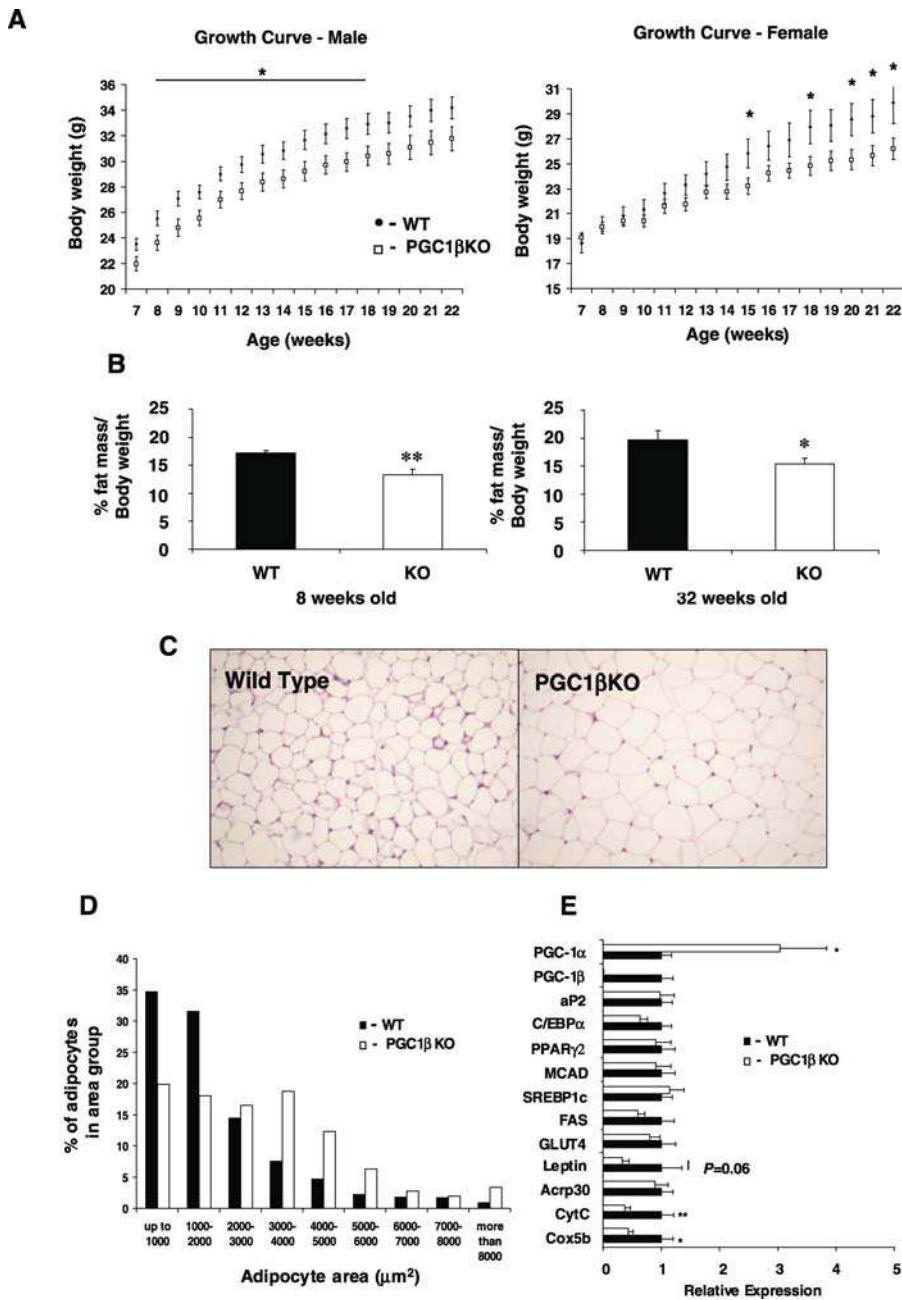 A
Growth Curve - Male
*
Body weight (g)
36
34
32
30
28
26
24
22
20
7 8 9 10 11 12 13 14 15 16 17 18 19 20 21 22
Age (weeks)
- WT
- PGC1βKO
Growth Curve - Female
* * * * *
Body weight (g)
31
29
27
25
23
21
19
17
15
7 8 9 10 11 12 13 14 15 16 17 18 19 20 21 22
Age (weeks)
B
% fat mass/
Body weight
25
20
15
10
5
0
**
WT KO
8 weeks old
% fat mass/
Body weight
25
20
15
10
5
0
*
WT KO
32 weeks old
C
Wild Type
PGC1βKO
D
% of adipocytes
in area group
40
35
30
25
20
15
10
5
0
- WT
- PGC1β KO
up to 1000
1000-2000
2000-3000
3000-4000
4000-5000
5000-6000
6000-7000
7000-8000
more than 8000
Adipocyte area (μm²)
E
PGC-1α *
PGC-1β
aP2
C/EBPα
PPARγ2
MCAD
SREBP1c
FAS
GLUT4
Leptin P=0.06
Acrp30
CytC **
Cox5b *
- WT
- PGC1β KO
0 1 2 3 4 5
Relative Expression